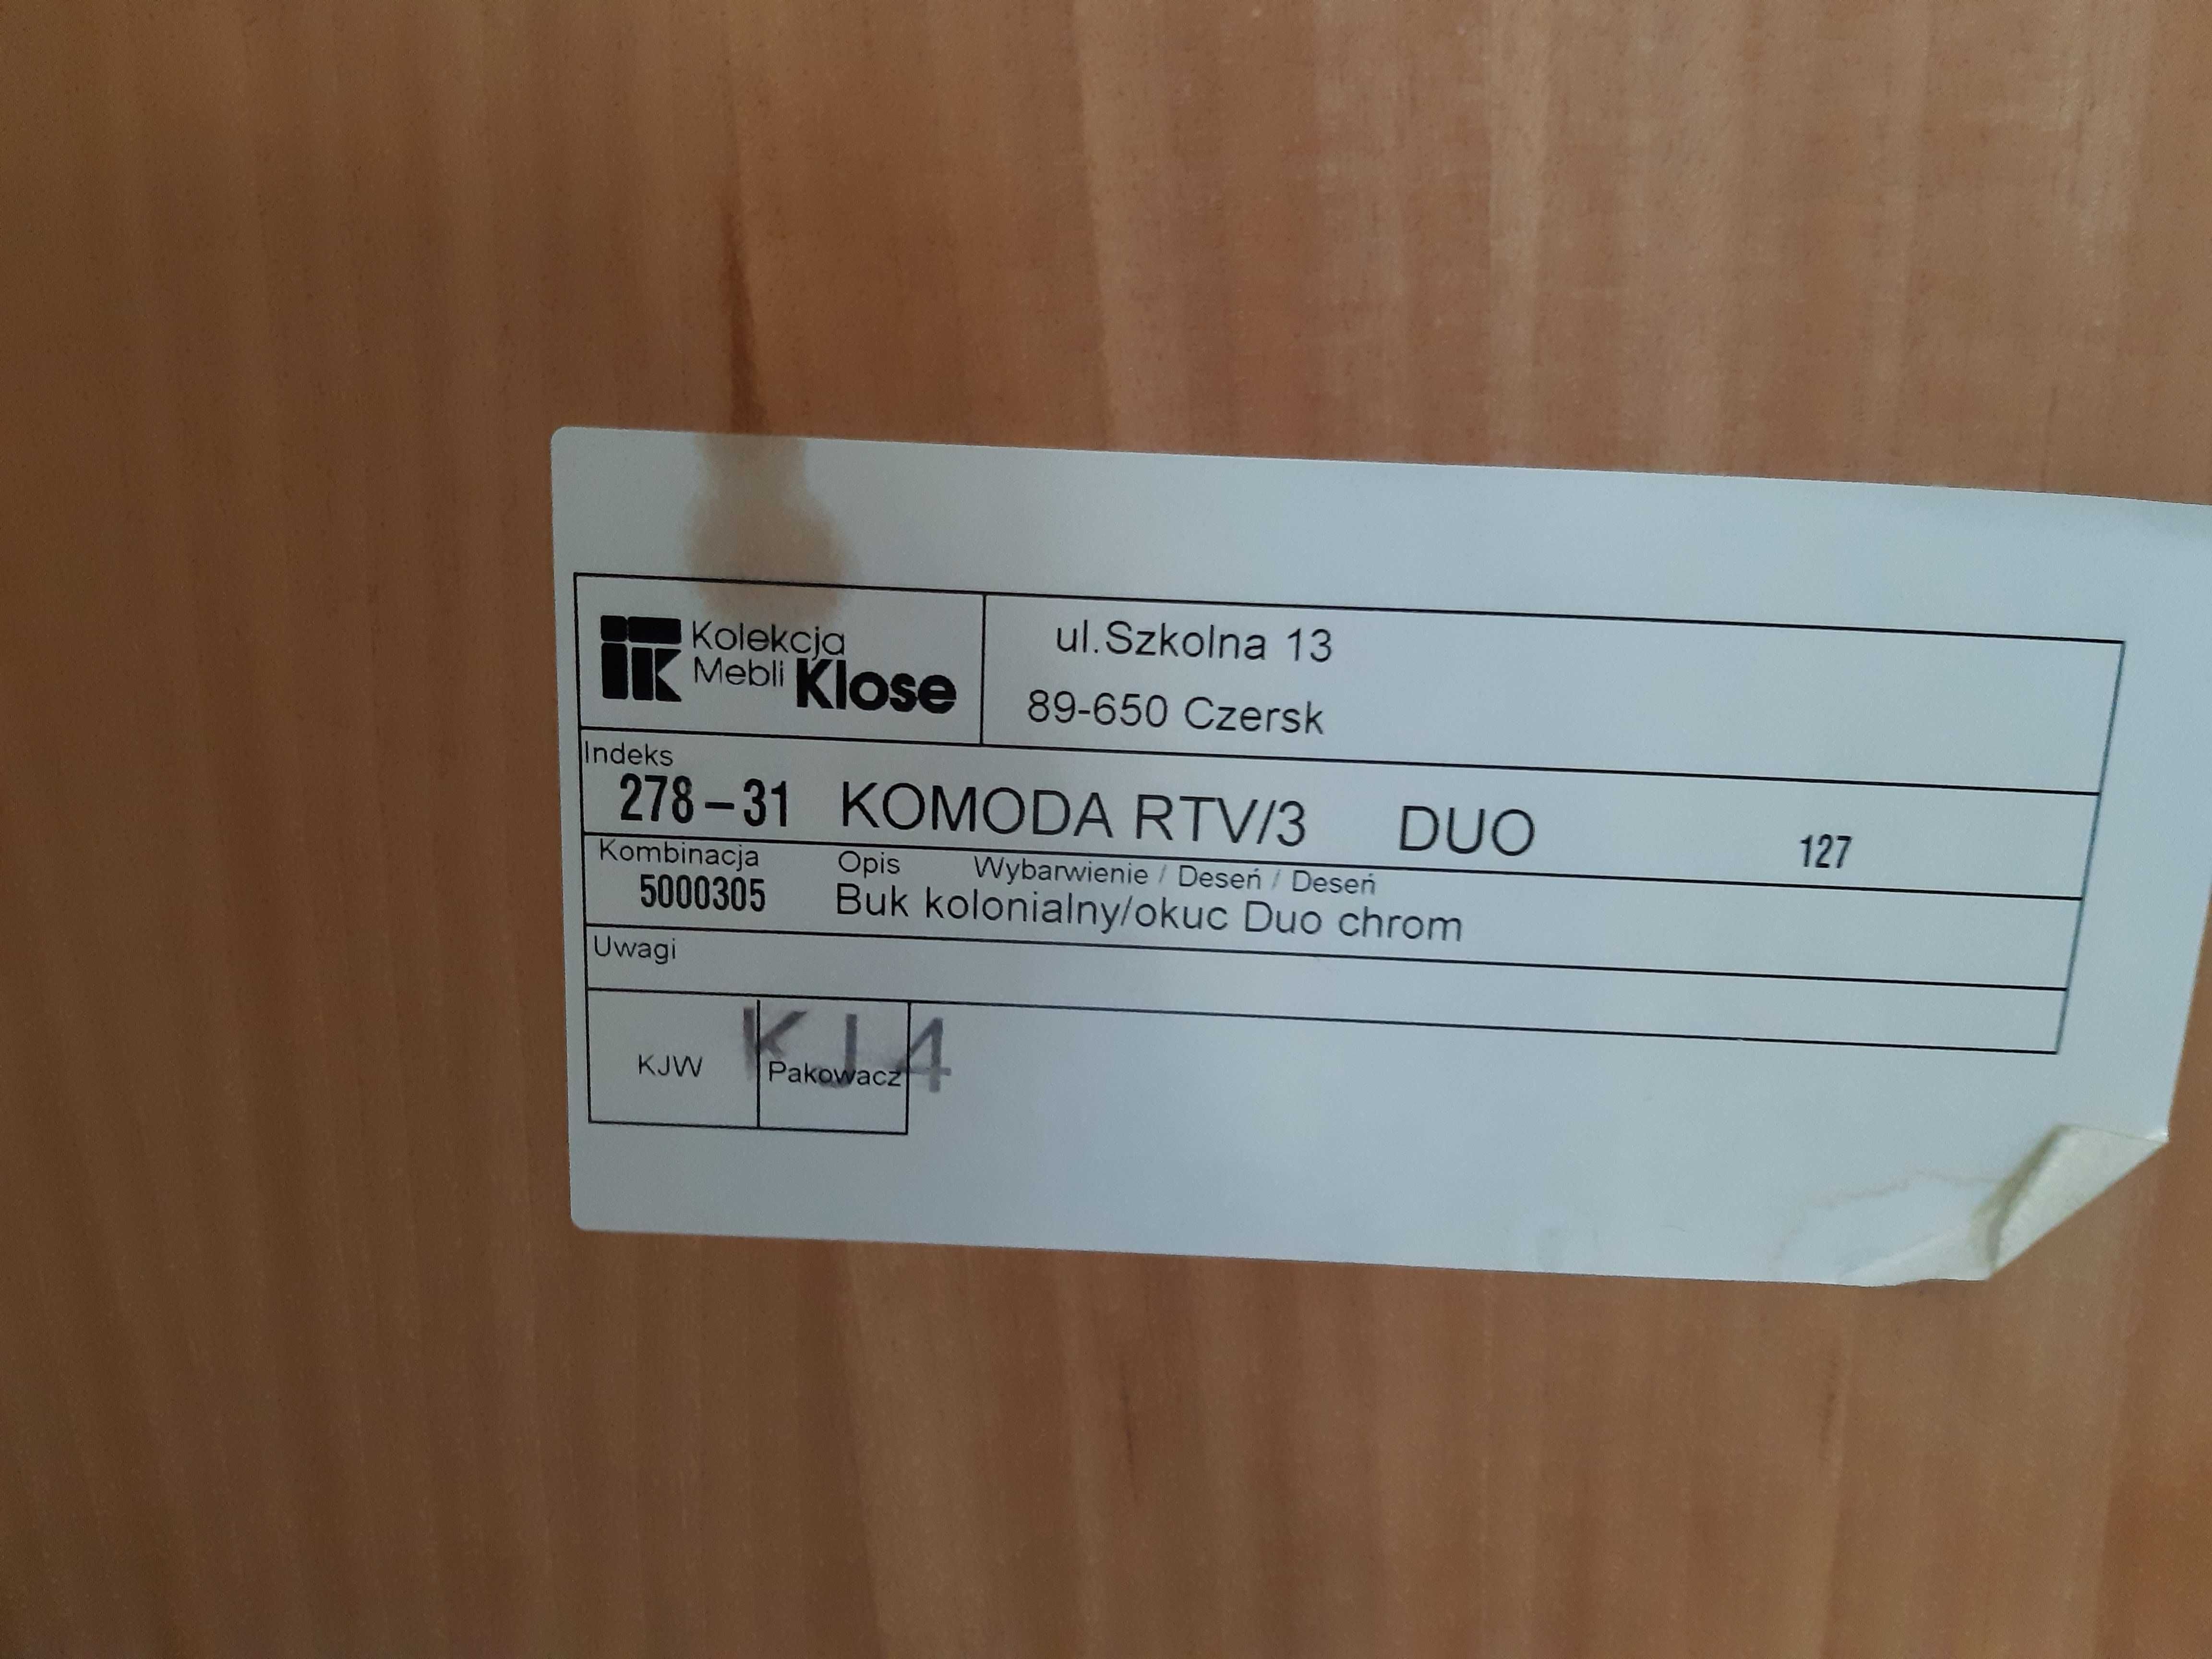 Kolekcja
Mebli Klose
ul.Szkolna 13
89-650 Czersk
Indeks
278-31 KOMODA RTV/3 DUO 127
Kombinacja Opis Wybarwienie / Deseń / Deseń
5000305 Buk kolonialny/okuc Duo chrom
Uwagi
KJW Pakowacz
KJ4